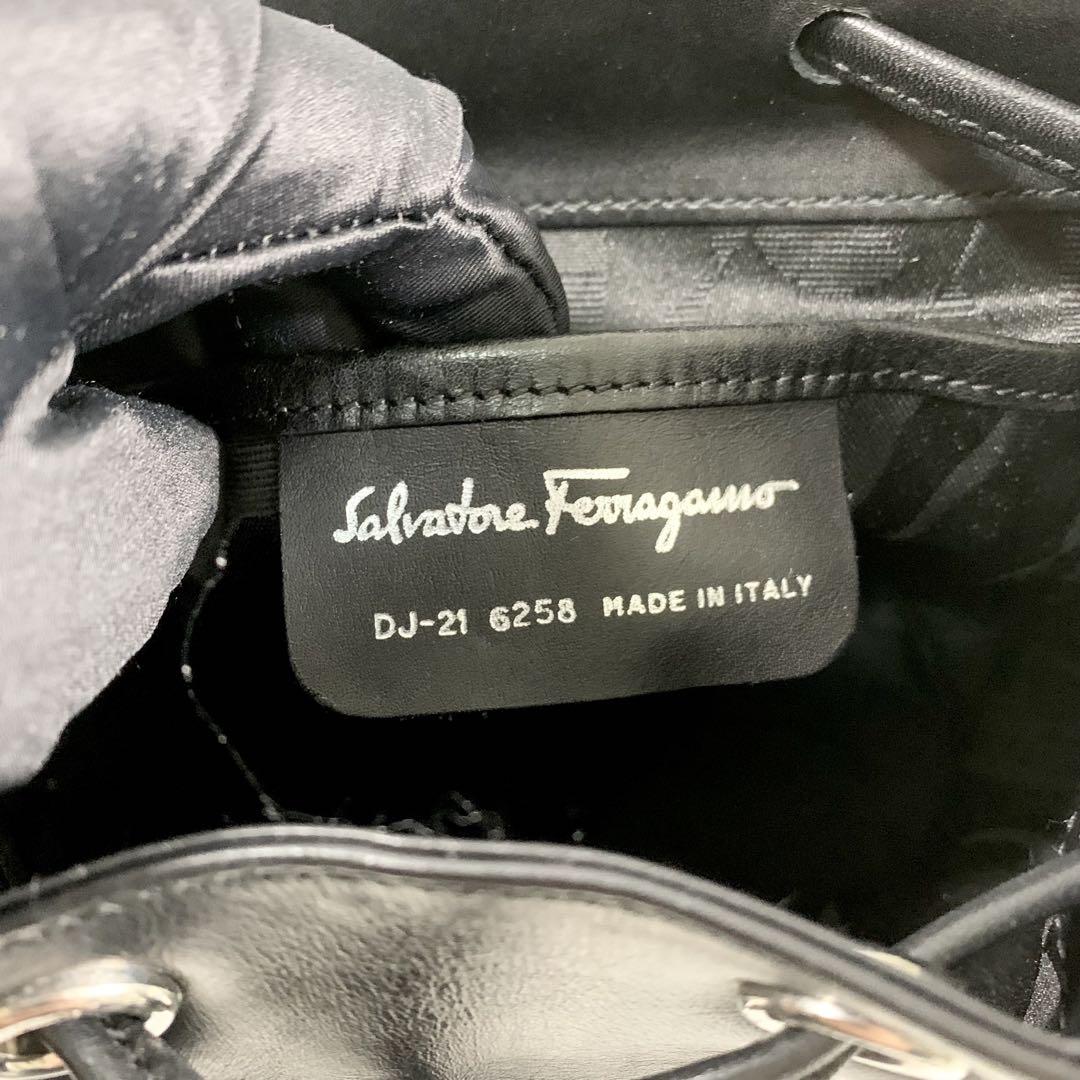 Salvatore Ferragamo
DJ-21 6258 MADE IN ITALY